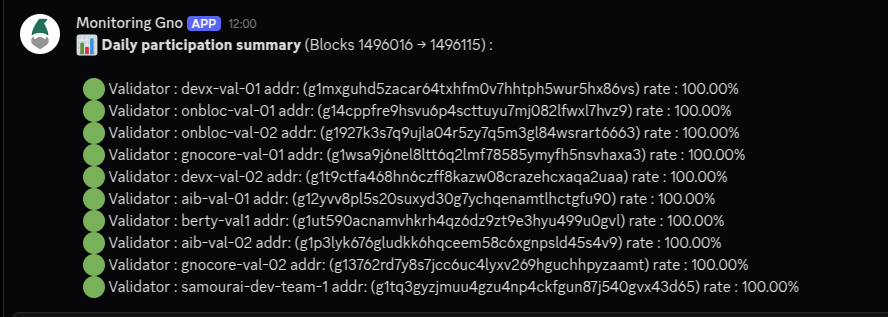 Monitoring Gno APP 12:00
Daily participation summary (Blocks 1496016 → 1496115) :
Validator : devx-val-01 addr: (g1mxguhd5zacar64txhfm0v7hhtph5wur5hx86vs) rate : 100.00%
Validator : onbloc-val-01 addr: (g14cppfre9hsvu6p4scttuyu7mj082lfwxl7hvz9) rate : 100.00%
Validator : onbloc-val-02 addr: (g1927k3s7q9ujla04r5zy7q5m3gl84wsrart6663) rate : 100.00%
Validator : gnocore-val-01 addr: (g1wsa9j6nel8ltt6q2lmf78585ymyfh5nsvhaxa3) rate : 100.00%
Validator : devx-val-02 addr: (g1t9ctfa468hn6czff8kazw08crazehcxaqa2uaa) rate : 100.00%
Validator : aib-val-01 addr: (g12yvv8pl5s20suxyd30g7ychqenamtlhctgfu90) rate : 100.00%
Validator : berty-val1 addr: (g1ut590acnamvhkrh4qz6dz9zt9e3hyu499u0gvl) rate : 100.00%
Validator : aib-val-02 addr: (g1p3lyk676gludkk6hqceem58c6xgnpsld45s4v9) rate : 100.00%
Validator : gnocore-val-02 addr: (g13762rd7y8s7jcc6uc4lyxv269hguchhpyzaamt) rate : 100.00%
Validator : samourai-dev-team-1 addr: (g1tq3gyzjmuu4gzu4np4ckfgun87j540gvx43d65) rate : 100.00%